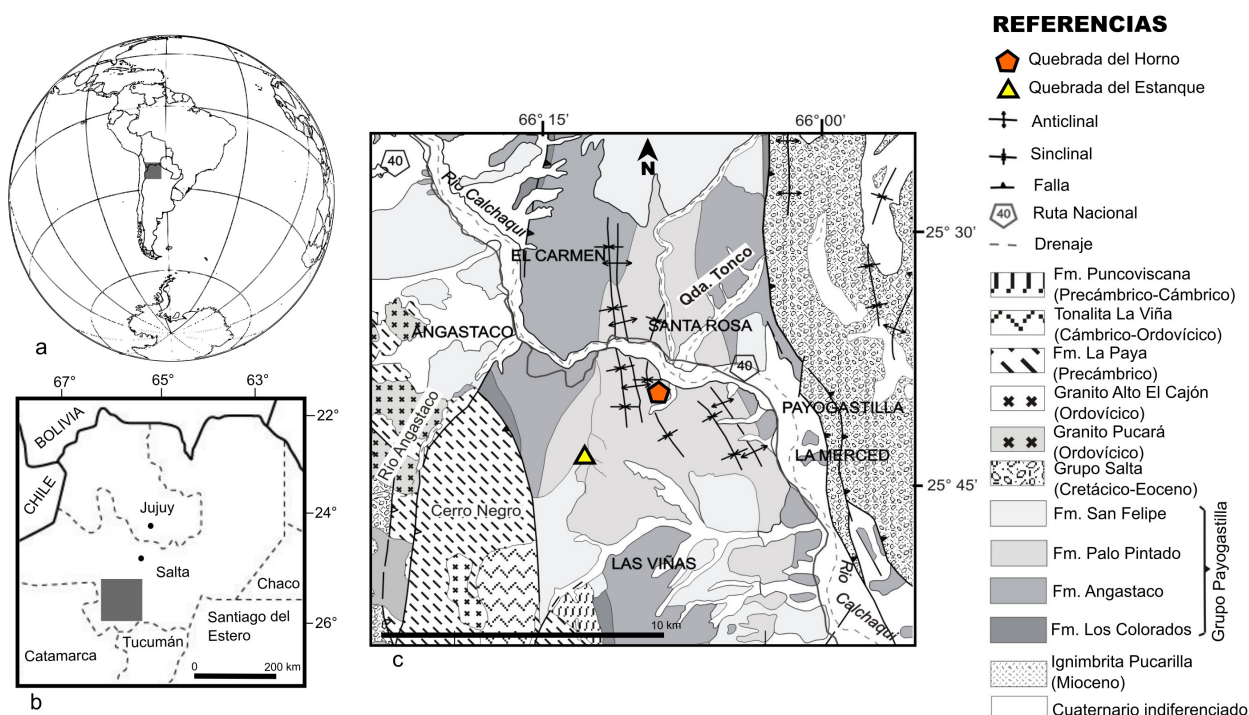 a
67°
65°
63°
BOLIVIA
22°
CHILE
Jujuy
24°
Salta
Chaco
Santiago del
Estero
26°
Tucumán
Catamarca
0
200 km
b
66° 15'
66° 00'
40
N
Río Calchaquí
25° 30'
EL CARMEN
Qda. Tonco
ANGASTACO
SANTA ROSA
40
PAYOGASTILLA
Río Angastaco
LA MERCED
25° 45'
Cerro Negro
LAS VIÑAS
Río
Calchaquí
10 km
c
REFERENCIAS
Quebrada del Horno
Quebrada del Estanque
Anticlinal
Sinclinal
Falla
40
Ruta Nacional
Drenaje
Fm. Puncoviscana
(Precámbrico-Cámbrico)
Tonalita La Viña
(Cámbrico-Ordovícico)
Fm. La Paya
(Precámbrico)
Granito Alto El Cajón
(Ordovícico)
Granito Pucará
(Ordovícico)
Grupo Salta
(Cretácico-Eoceno)
Fm. San Felipe
Fm. Palo Pintado
Fm. Angastaco
Fm. Los Colorados
Grupo Payogastilla
Ignimbrita Pucarilla
(Mioceno)
Cuaternario indiferenciado